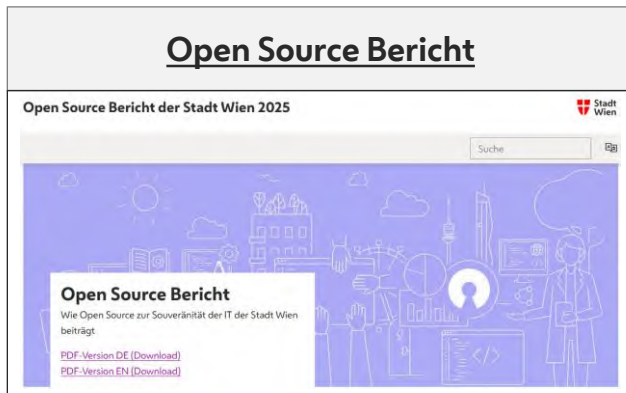 Open Source Bericht
Open Source Bericht der Stadt Wien 2025
Stadt
Wien
Suche
Open Source Bericht
Wie Open Source zur Souveränität der IT der Stadt Wien
beiträgt
PDF-Version DE (Download)
PDF-Version EN (Download)